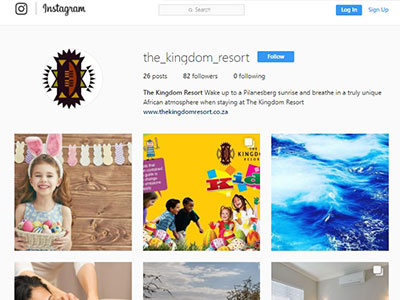 Instagram
Search
Log In
Sign Up
the_kingdom_resort
Follow
26 posts 82 followers 0 following
The Kingdom Resort Wake up to a Pilanesberg sunrise and breathe in a truly unique
African atmosphere when staying at The Kingdom Resort
www.thekingdomresort.co.za
KINGDOM
RESORT